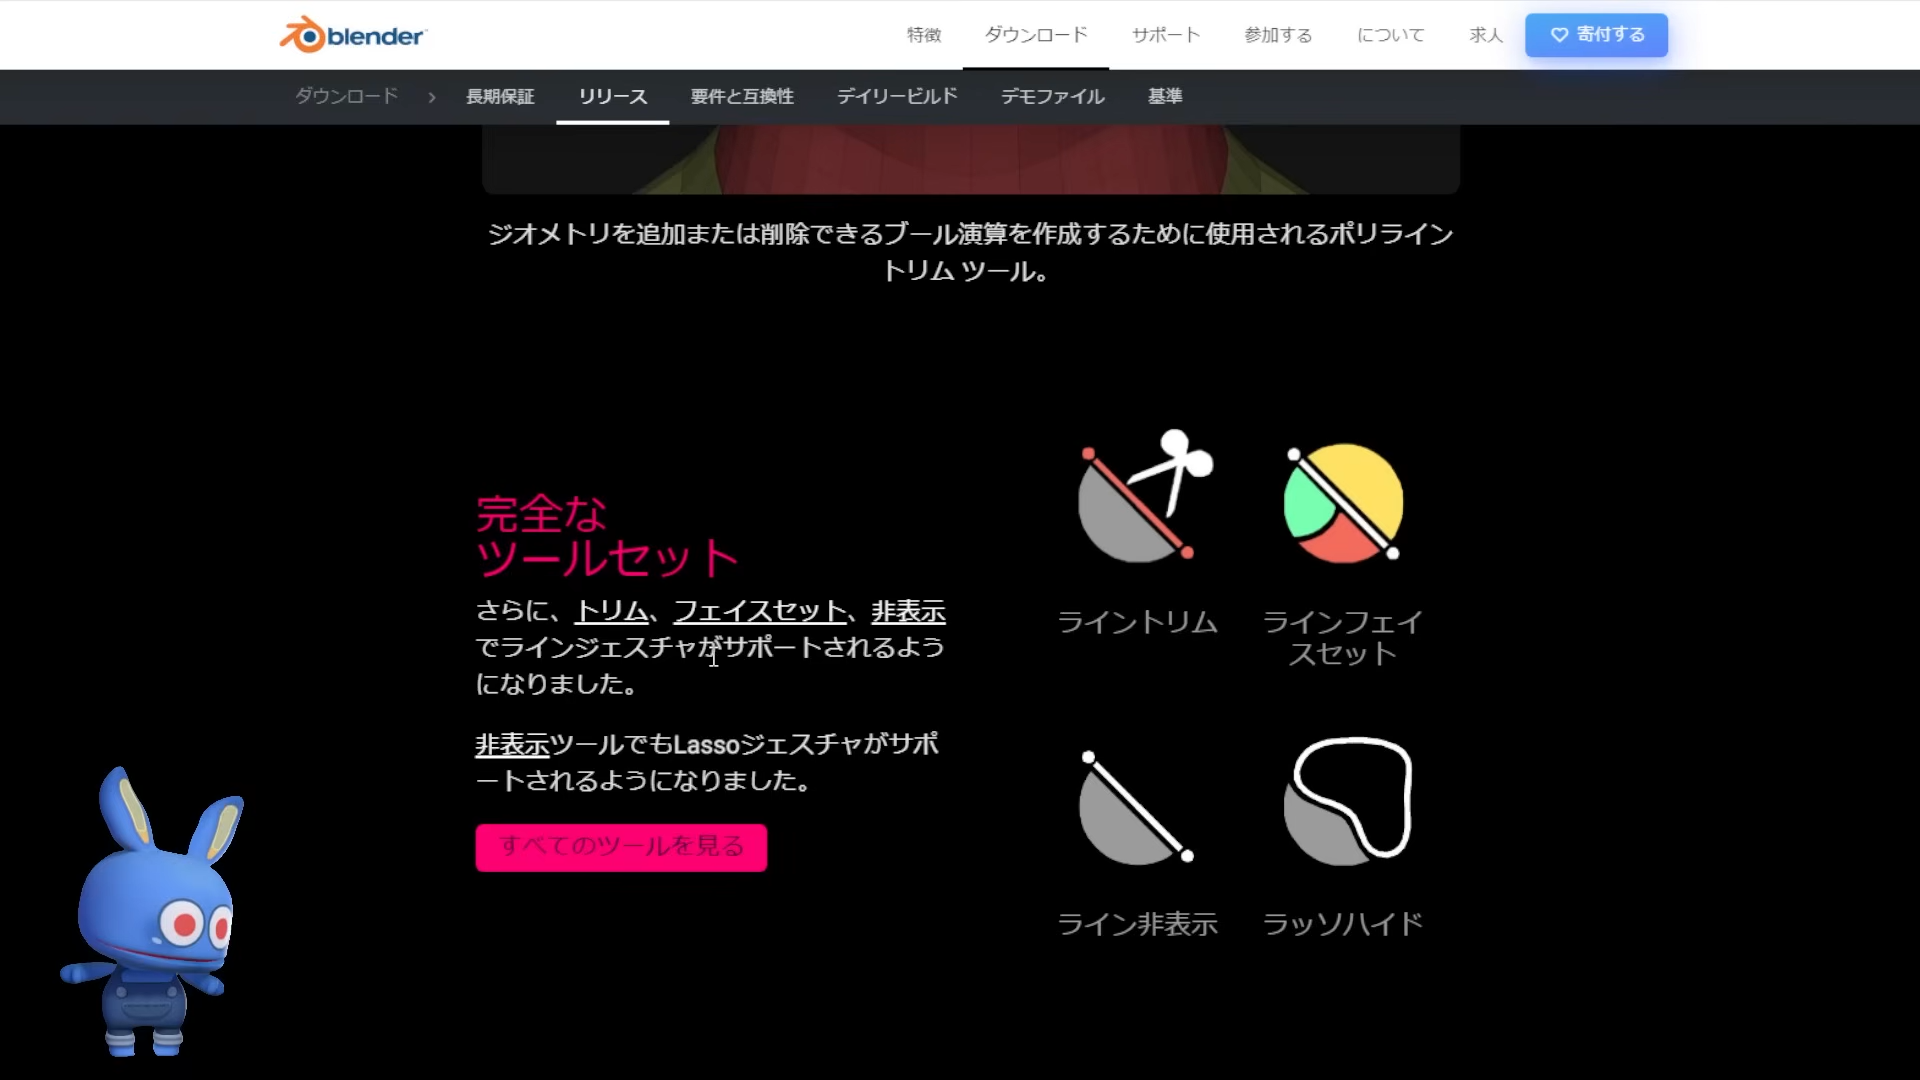 blender
特徴 ダウンロード サポート 参加する について 求人 寄付する
ダウンロード › 長期保証 リリース 要件と互換性 デイリービルド デモファイル 基準
ジオメトリを追加または削除できるブール演算を作成するために使用されるポリライン
トリム ツール。
完全な
ツールセット
さらに、トリム、フェイスセット、非表示
でラインジェスチャがサポートされるよう
になりました。
非表示ツールでもLassoジェスチャがサポ
ートされるようになりました。
すべてのツールを見る
ライントリム
ラインフェイ
スセット
ライン非表示
ラッソハイド